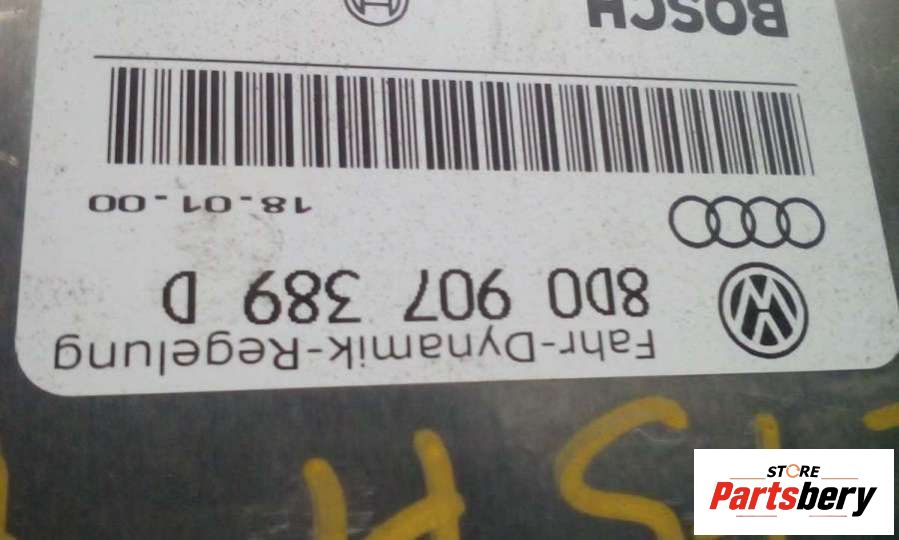 Fahr-Dynamik-Regelung
8D0 907 389 D
18.01.00
BOSCH
STORE
Partsbery